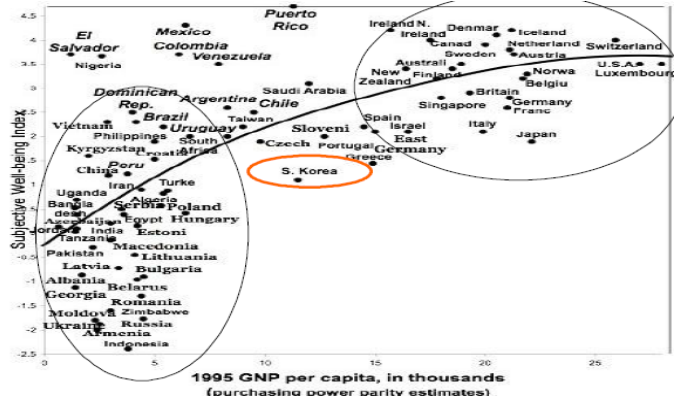 Puerto
Rico
Mexico
El
Salvador
Colombia
Venezuela
Nigeria
Ireland N.
Ireland
Denmar
Iceland
Canad
Netherland
Switzerland
Sweden
Austria
Australi
U.S.A.
New
Zealand
Finland
Norwa
Luxembourg
Belgiu
Saudi Arabia
Dominican
Rep.
Argentina
Chile
Britain
Singapore
Germany
Franc
Vietnam
Brazil
Uruguay
Taiwan
Spain
Philippines
South
Africa
Sloveni
Portugal
Israel
East
Germany
Italy
Japan
Kyrgyzstan
Croatia
Czech
Greece
Peru
China
S. Korea
Iran
Turke
Uganda
Algeria
Bangla
desh
Serbia
Poland
Azerbaijan
Egypt
Hungary
Jordan
India
Estoni
Tanzania
Macedonia
Pakistan
Lithuania
Latvia
Bulgaria
Albania
Belarus
Georgia
Romania
Moldova
Zimbabwe
Ukraine
Russia
Armenia
Indonesia
Subjective Well-being Index
4.5
4
3.5
3
2.5
2
1.5
1
0.5
0
-0.5
-1
-1.5
-2
-2.5
0
5
10
15
20
25
1995 GNP per capita, in thousands
(purchasing power parity estimates)